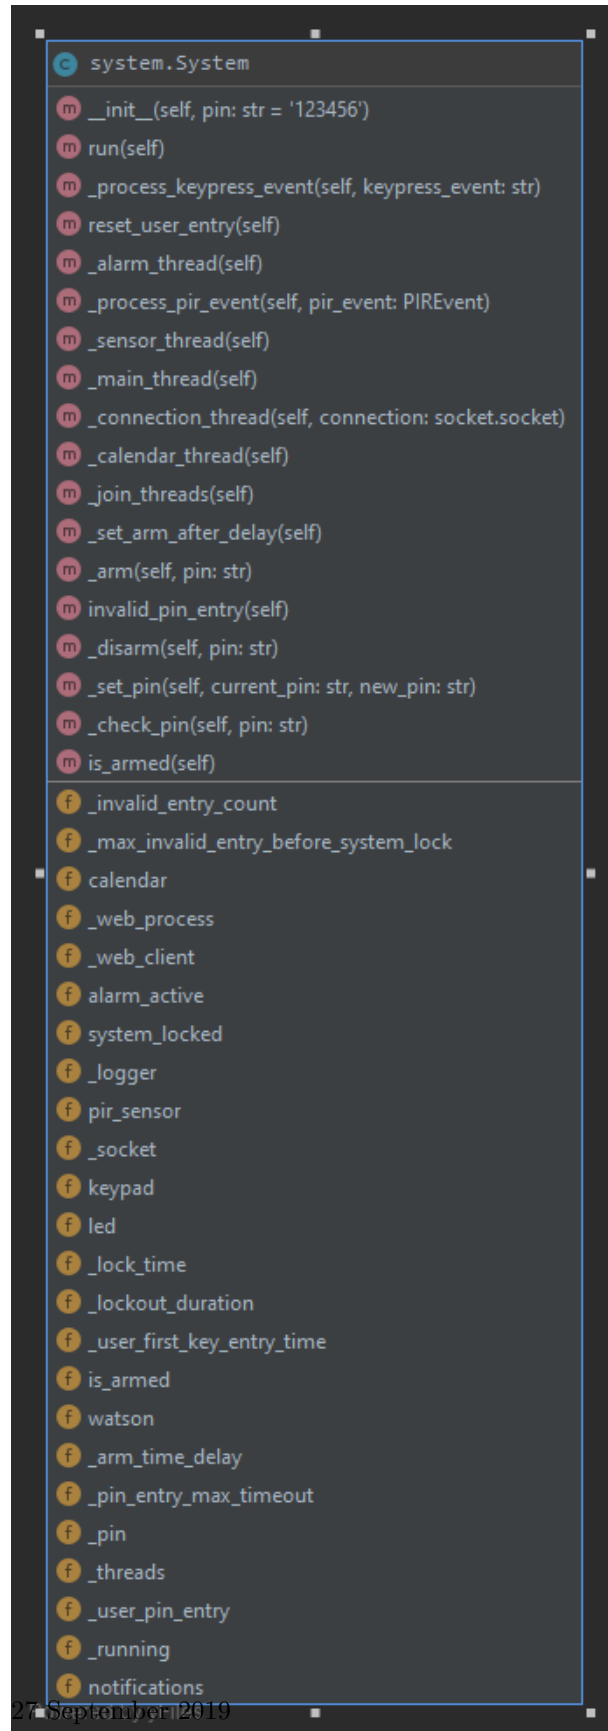 C system.System
m __init__(self, pin: str = '123456')
m run(self)
m _process_keypress_event(self, keypress_event: str)
m reset_user_entry(self)
m _alarm_thread(self)
m _process_pir_event(self, pir_event: PIREvent)
m _sensor_thread(self)
m _main_thread(self)
m _connection_thread(self, connection: socket.socket)
m _calendar_thread(self)
m _join_threads(self)
m _set_arm_after_delay(self)
m _arm(self, pin: str)
m invalid_pin_entry(self)
m _disarm(self, pin: str)
m _set_pin(self, current_pin: str, new_pin: str)
m _check_pin(self, pin: str)
m is_armed(self)
f _invalid_entry_count
f _max_invalid_entry_before_system_lock
f calendar
f _web_process
f _web_client
f alarm_active
f system_locked
f _logger
f pir_sensor
f _socket
f keypad
f led
f _lock_time
f _lockout_duration
f _user_first_key_entry_time
f is_armed
f watson
f _arm_time_delay
f _pin_entry_max_timeout
f _pin
f _threads
f _user_pin_entry
f _running
f notifications
27 September 2019